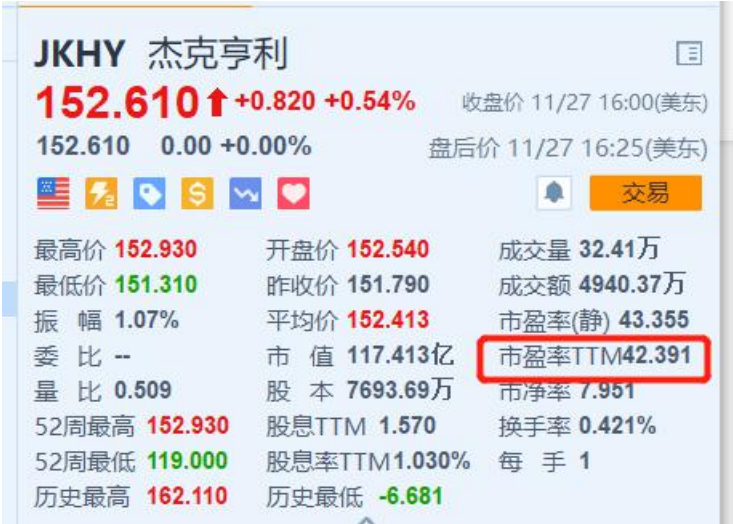 JKHY 杰克亨利
152.610 +0.820 +0.54% 收盘价 11/27 16:00(美东)
152.610 0.00 +0.00% 盘后价 11/27 16:25(美东)
交易
最高价 152.930 开盘价 152.540 成交量 32.41万
最低价 151.310 昨收价 151.790 成交额 4940.37万
振 幅 1.07% 平均价 152.413 市盈率(静) 43.355
委 比 -- 市 值 117.413亿 市盈率TTM42.391
量 比 0.509 股 本 7693.69万 市净率 7.951
52周最高 152.930 股息TTM 1.570 换手率 0.421%
52周最低 119.000 股息率TTM1.030% 每 手 1
历史最高 162.110 历史最低 -6.681